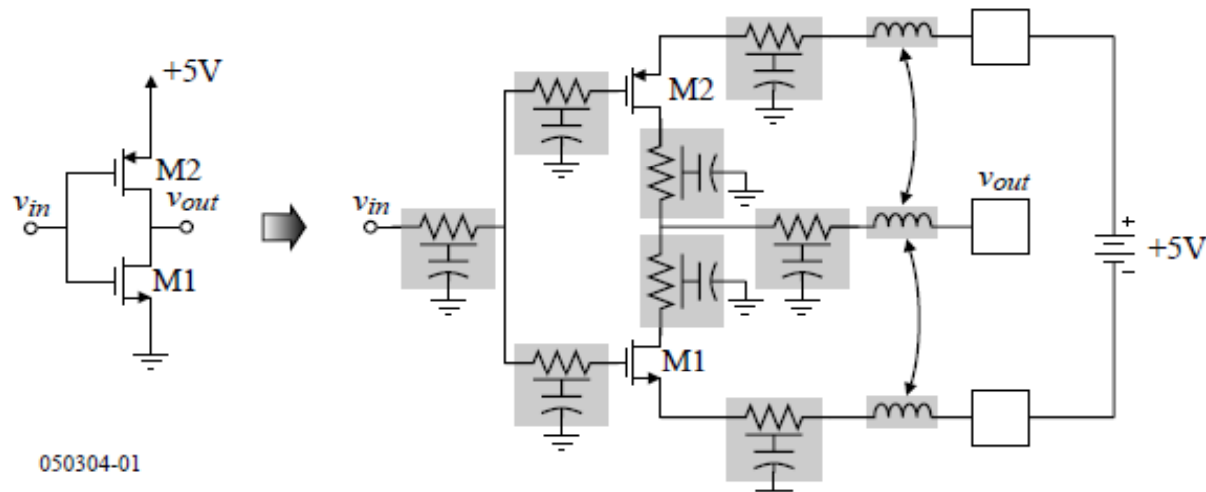 +5V
M2
v_in
v_out
M1
v_in
M2
M1
v_out
+
+5V
-
050304-01